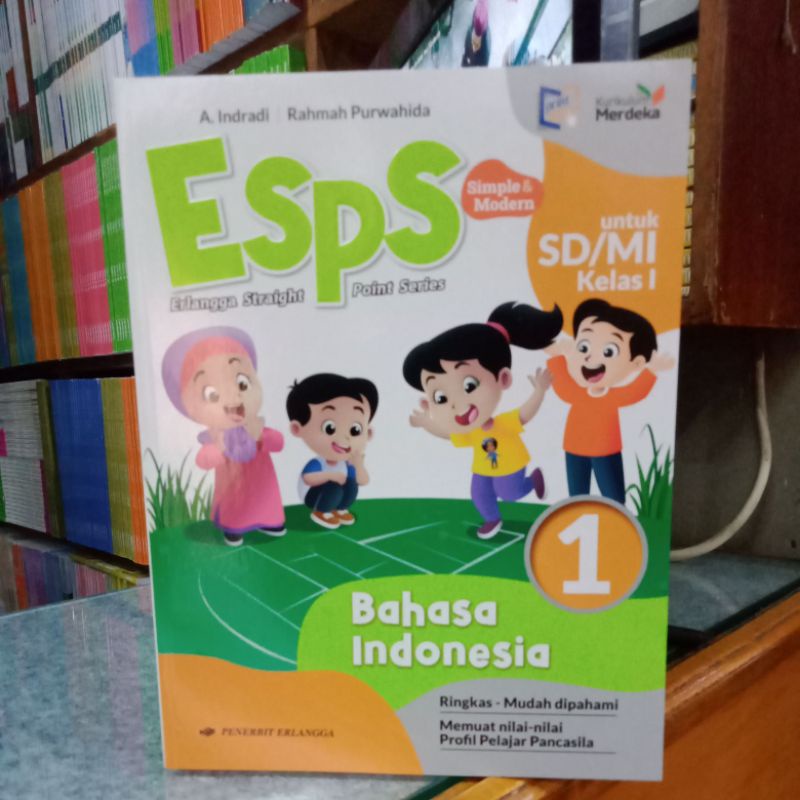 A. Indradi | Rahmah Purwahida
Kurikulum
Merdeka
ESPS
Simple &
Modern
Erlangga Straight Point Series
untuk
SD/MI
Kelas I
1
Bahasa
Indonesia
Ringkas - Mudah dipahami
Memuat nilai-nilai
Profil Pelajar Pancasila
PENERBIT ERLANGGA